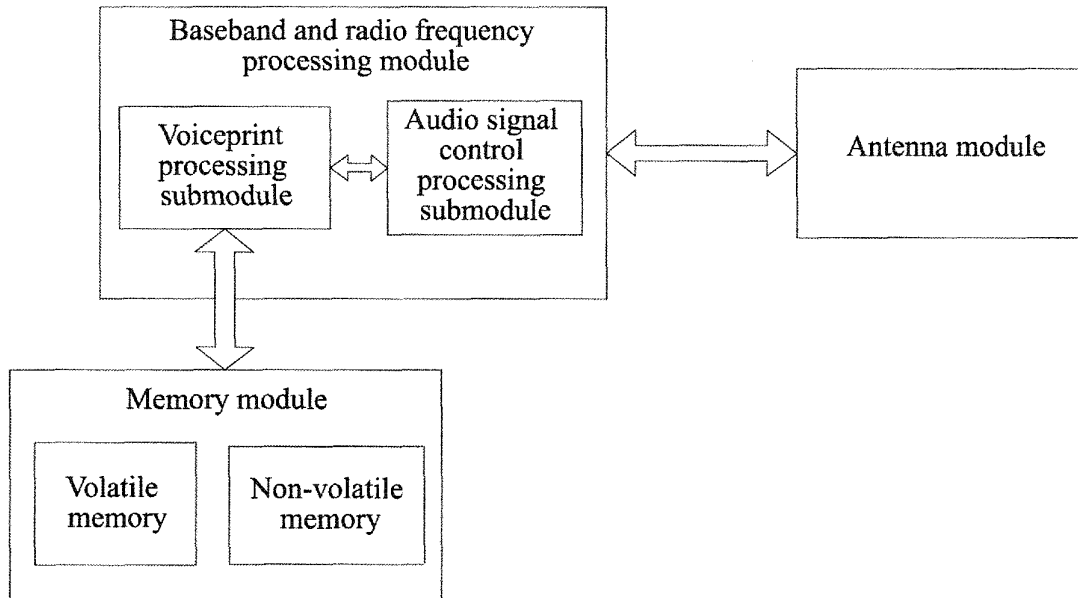 Baseband and radio frequency
processing module
Voiceprint
processing
submodule
Audio signal
control
processing
submodule
Antenna module
Memory module
Volatile
memory
Non-volatile
memory